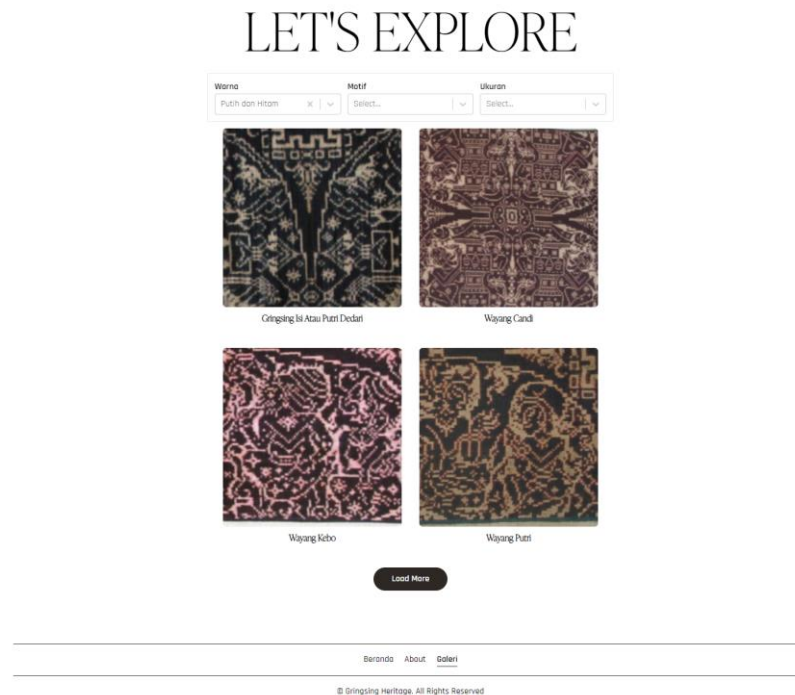 LET'S EXPLORE
Warna Motif Ukuran
Putih dan Hitam Select... Select...
Gringsing Isi Atau Putri Dedari Wayang Candi
Wayang Kebo Wayang Putri
Load More
Beranda About Galeri
© Gringsing Heritage. All Rights Reserved